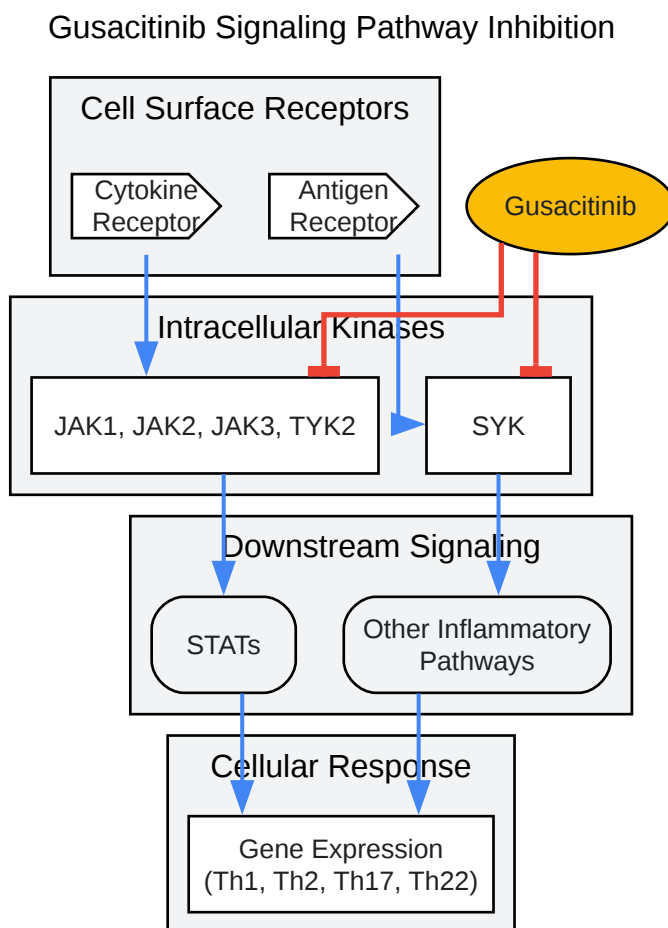 Gusacitinib Signaling Pathway Inhibition
Cell Surface Receptors
Cytokine
Receptor
Antigen
Receptor
Gusacitinib
Intracellular Kinases
JAK1, JAK2, JAK3, TYK2
SYK
Downstream Signaling
STATs
Other Inflammatory
Pathways
Cellular Response
Gene Expression
(Th1, Th2, Th17, Th22)